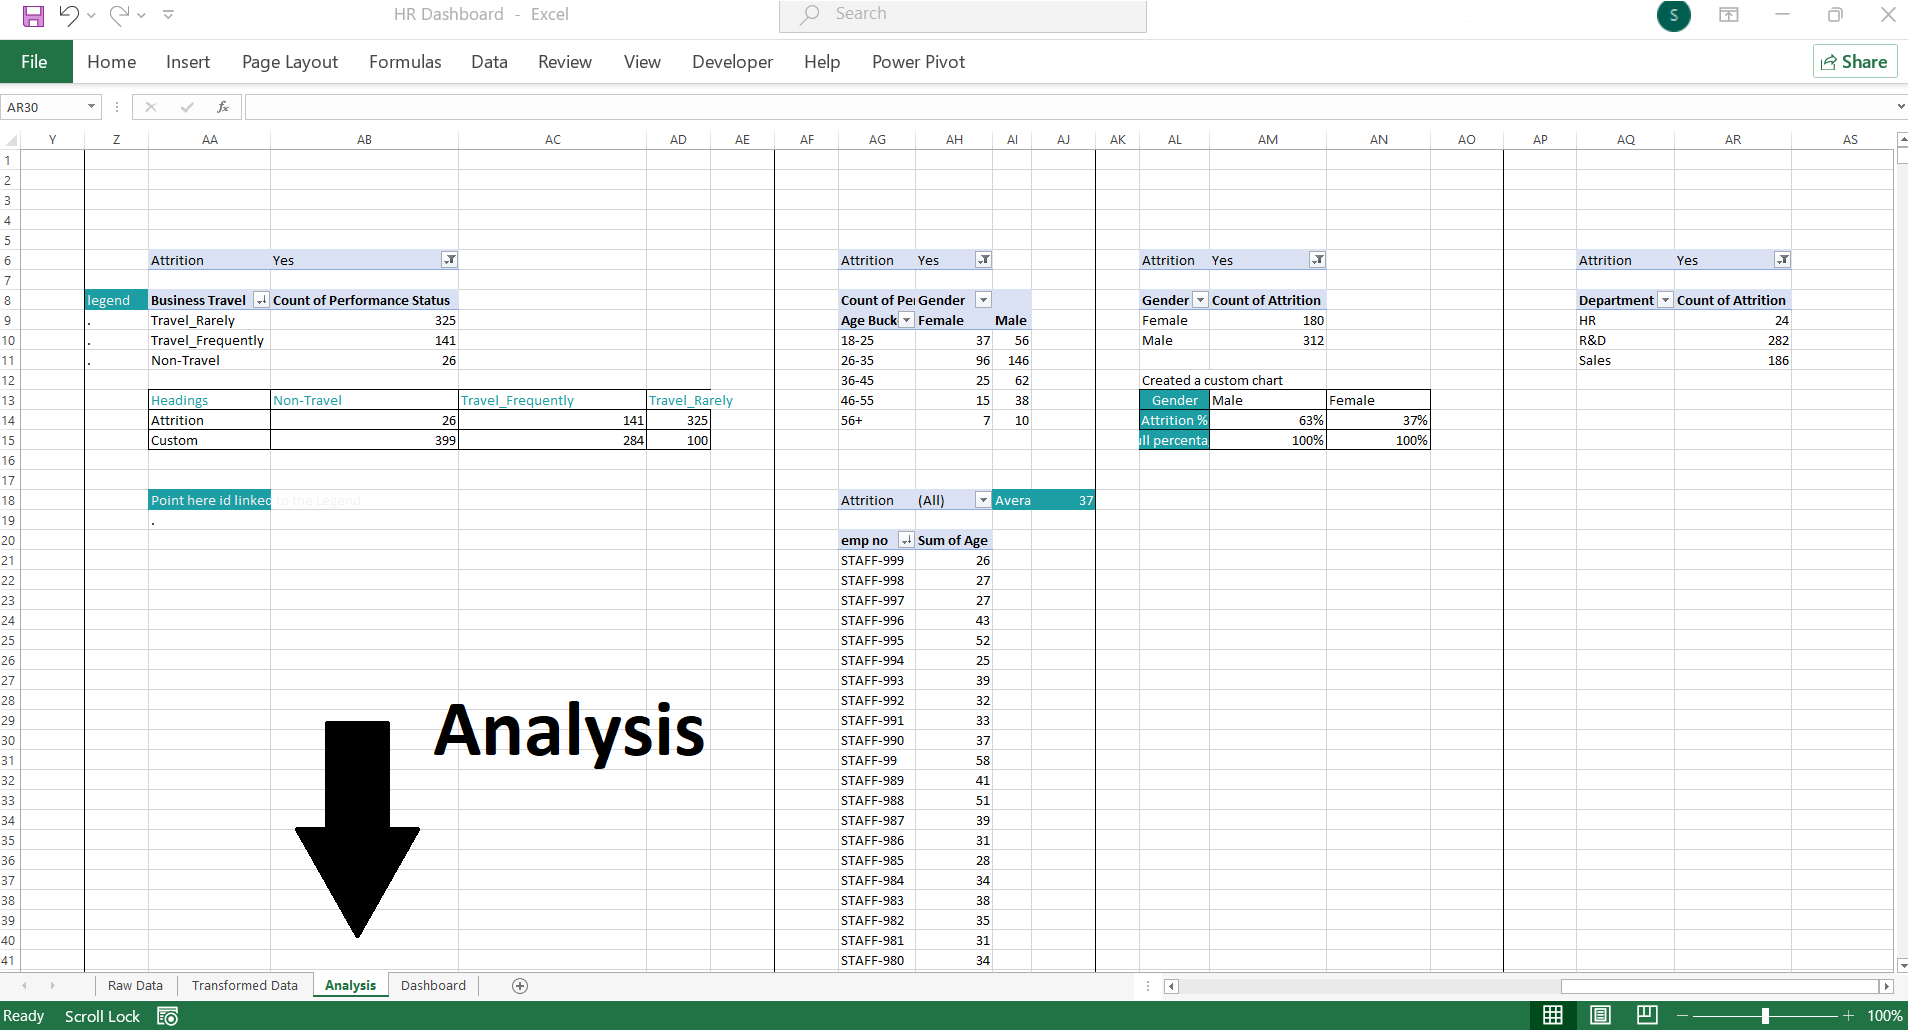 HR Dashboard - Excel
Search
S
File Home Insert Page Layout Formulas Data Review View Developer Help Power Pivot Share
AR30 fx
Y Z AA AB AC AD AE AF AG AH AI AJ AK AL AM AN AO AP AQ AR AS
1
2
3
4
5
6 Attrition Yes Attrition Yes Attrition Yes Attrition Yes
7
8 legend Business Travel Count of Performance Status Count of Per Gender Gender Count of Attrition Department Count of Attrition
9 . Travel_Rarely 325 Age Buck Female Male Female 180 HR 24
10 . Travel_Frequently 141 18-25 37 56 Male 312 R&D 282
11 . Non-Travel 26 26-35 96 146 Sales 186
12 36-45 25 62 Created a custom chart
13 Headings Non-Travel Travel_Frequently Travel_Rarely 46-55 15 38 Gender Male Female
14 Attrition 26 141 325 56+ 7 10 Attrition % 63% 37%
15 Custom 399 284 100 ull percenta 100% 100%
16
17
18 Point here id linked to the Legend Attrition (All) Avera 37
19 .
20 emp no Sum of Age
21 STAFF-999 26
22 STAFF-998 27
23 STAFF-997 27
24 STAFF-996 43
25 STAFF-995 52
26 STAFF-994 25
27 STAFF-993 39
28 STAFF-992 32
29 STAFF-991 33
30 STAFF-990 37
31 STAFF-99 58
32 STAFF-989 41
33 STAFF-988 51
34 STAFF-987 39
35 STAFF-986 31
36 STAFF-985 28
37 STAFF-984 34
38 STAFF-983 38
39 STAFF-982 35
40 STAFF-981 31
41 STAFF-980 34
Analysis
Raw Data Transformed Data Analysis Dashboard
Ready Scroll Lock 100%